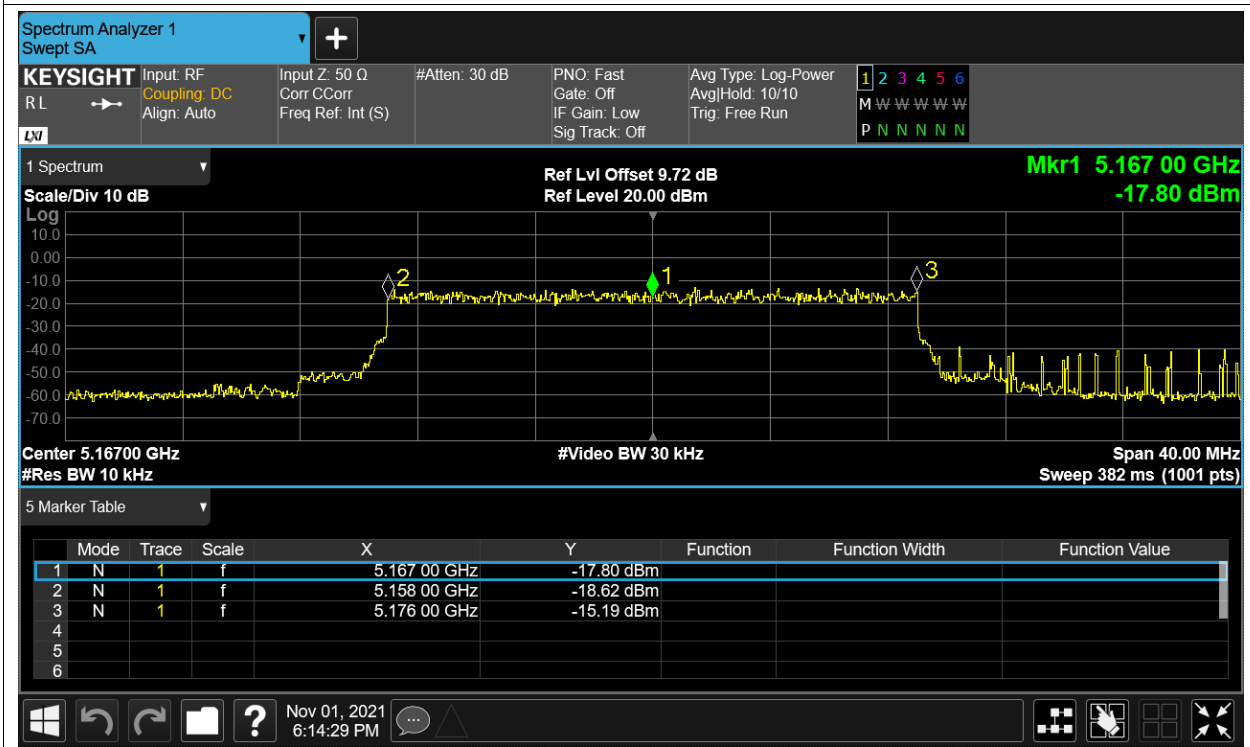 Spectrum Analyzer 1
Swept SA
KEYSIGHT Input: RF Input Z: 50 Ω #Atten: 30 dB PNO: Fast Avg Type: Log-Power 1 2 3 4 5 6
R L Coupling: DC Corr CCorr Gate: Off Avg|Hold: 10/10 M W W W W W
Align: Auto Freq Ref: Int (S) IF Gain: Low Trig: Free Run
LXI Sig Track: Off P N N N N N
1 Spectrum Ref Lvl Offset 9.72 dB Mkr1 5.167 00 GHz
Scale/Div 10 dB Ref Level 20.00 dBm -17.80 dBm
Log
10.0
0.00
-10.0
-20.0
-30.0
-40.0
-50.0
-60.0
-70.0
2
1
3
Center 5.16700 GHz #Video BW 30 kHz Span 40.00 MHz
#Res BW 10 kHz Sweep 382 ms (1001 pts)
5 Marker Table
Mode Trace Scale X Y Function Function Width Function Value
1 N 1 f 5.167 00 GHz -17.80 dBm
2 N 1 f 5.158 00 GHz -18.62 dBm
3 N 1 f 5.176 00 GHz -15.19 dBm
4
5
6
? Nov 01, 2021
6:14:29 PM